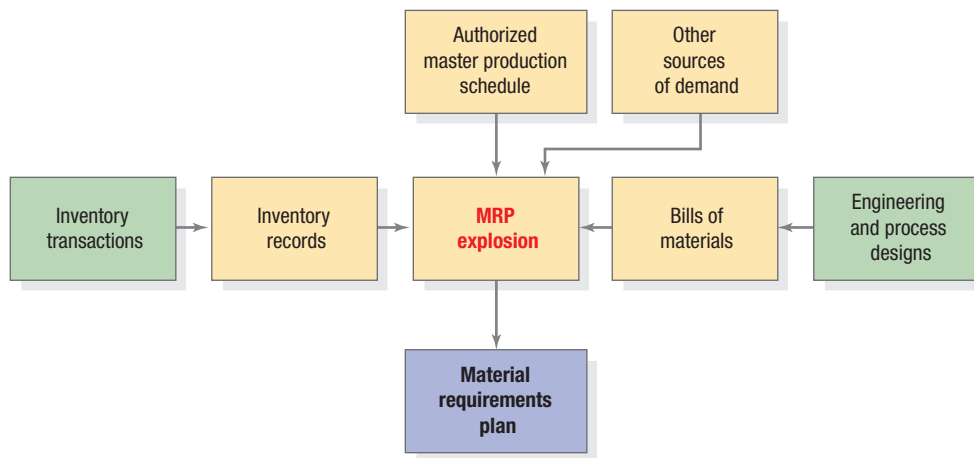 Authorized
master production
schedule
Other
sources
of demand
Inventory
transactions
Inventory
records
MRP
explosion
Bills of
materials
Engineering
and process
designs
Material
requirements
plan